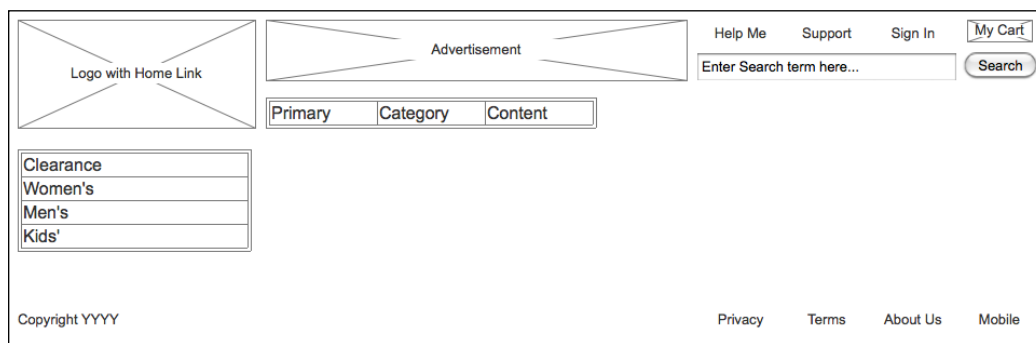 Logo with Home Link
Advertisement
Help Me Support Sign In My Cart
Enter Search term here... Search
Primary Category Content
Clearance
Women's
Men's
Kids'
Copyright YYYY Privacy Terms About Us Mobile